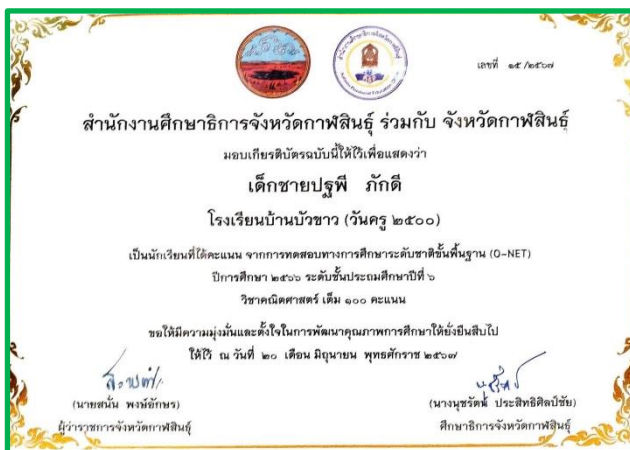 เลขที่ ๑๕ /๒๕๖๗
สำนักงานศึกษาธิการจังหวัดกาฬสินธุ์ ร่วมกับ จังหวัดกาฬสินธุ์
มอบเกียรติบัตรฉบับนี้ให้ไว้เพื่อแสดงว่า
เด็กชายปฐพี ภักดี
โรงเรียนบ้านบัวขาว (วันครู ๒๕๐๐)
เป็นนักเรียนที่ได้คะแนน จากการทดสอบทางการศึกษาระดับชาติขั้นพื้นฐาน (O-NET)
ปีการศึกษา ๒๕๖๖ ระดับชั้นประถมศึกษาปีที่ ๖
วิชาคณิตศาสตร์ เต็ม ๑๐๐ คะแนน
ขอให้มีความมุ่งมั่นและตั้งใจในการพัฒนาคุณภาพการศึกษาให้ยั่งยืนสืบไป
ให้ไว้ ณ วันที่ ๒๐ เดือน มิถุนายน พุทธศักราช ๒๕๖๗
(นายสนั่น พงษ์อักษร)
ผู้ว่าราชการจังหวัดกาฬสินธุ์
(นางนุชรัตน์ ประสิทธิศิลป์ชัย)
ศึกษาธิการจังหวัดกาฬสินธุ์